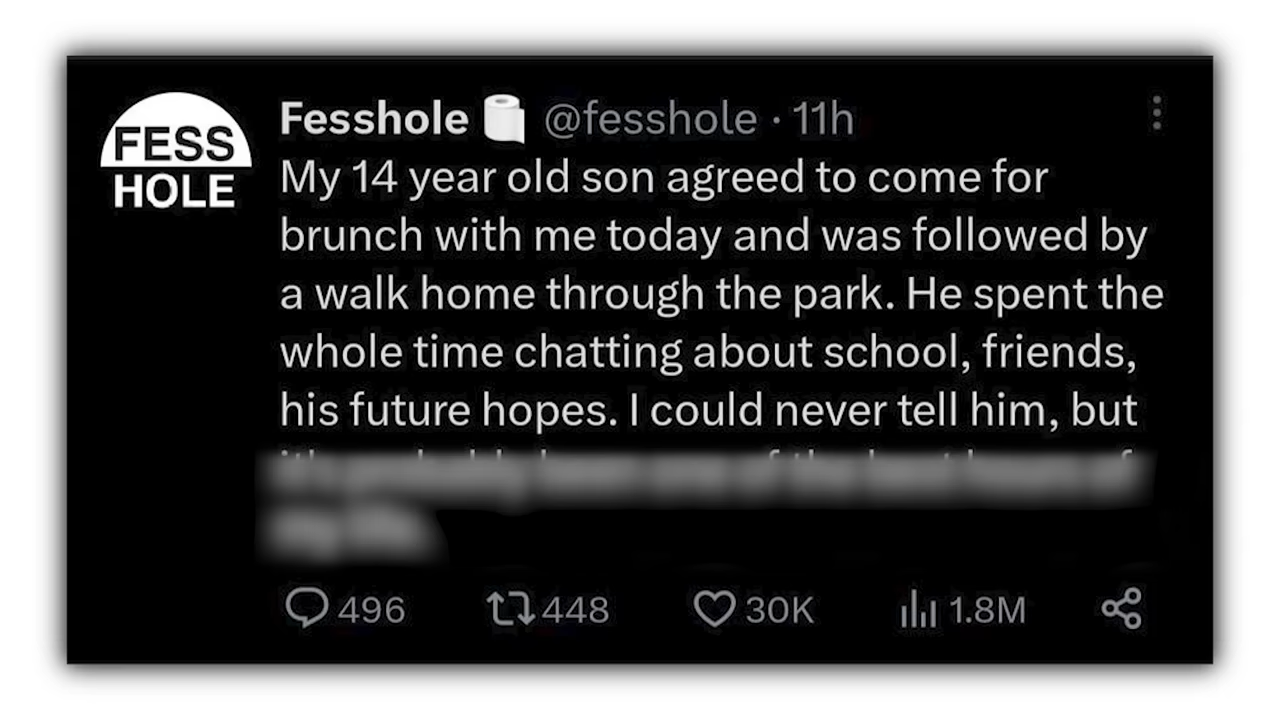 FESS
HOLE
Fesshole 🧻 @fesshole · 11h
My 14 year old son agreed to come for
brunch with me today and was followed by
a walk home through the park. He spent the
whole time chatting about school, friends,
his future hopes. I could never tell him, but
496 448 30K 1.8M